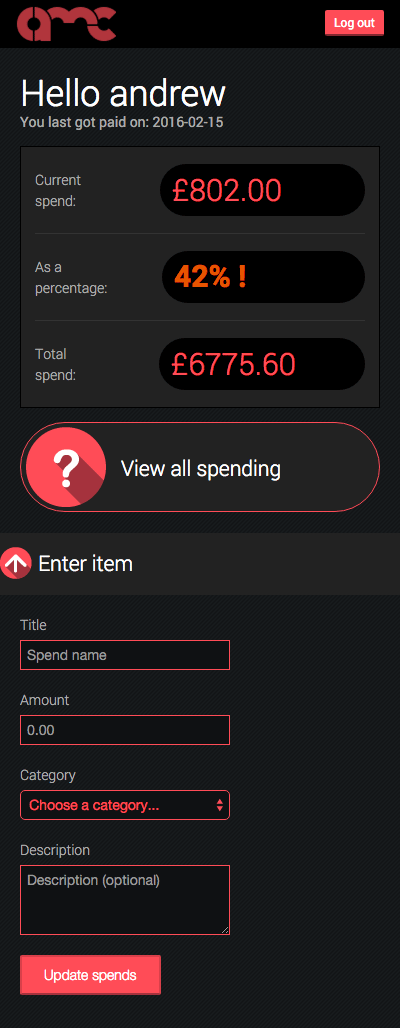 amc
Log out
Hello andrew
You last got paid on: 2016-02-15
Current
spend:
£802.00
As a
percentage:
42% !
Total
spend:
£6775.60
?
View all spending
Enter item
Title
Spend name
Amount
0.00
Category
Choose a category...
Description
Description (optional)
Update spends